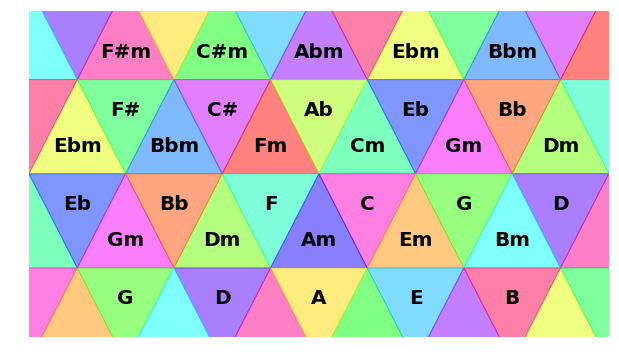 F#m C#m Abm Ebm Bbm
F# C# Ab Eb Bb
Ebm Bbm Fm Cm Gm Dm
Eb Bb F C G D
Gm Dm Am Em Bm
G D A E B